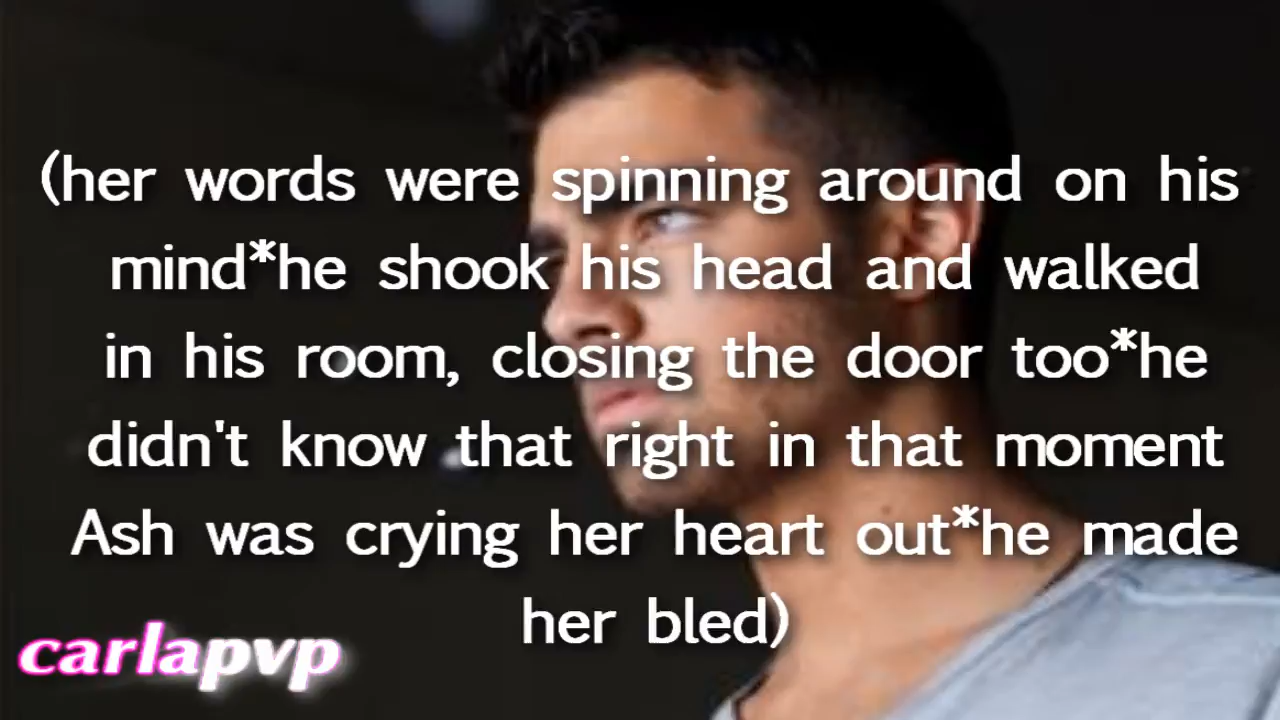 (her words were spinning around on his
mind*he shook his head and walked
in his room, closing the door too*he
didn't know that right in that moment
Ash was crying her heart out*he made
her bled)
carlapvp